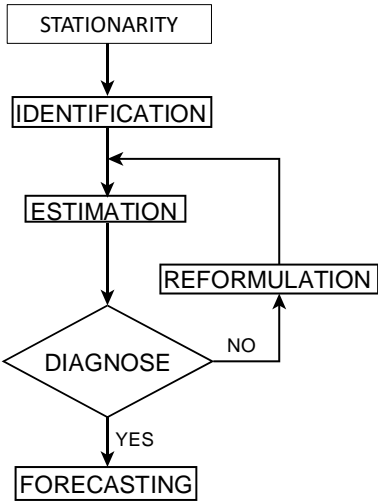 STATIONARITY
IDENTIFICATION
ESTIMATION
REFORMULATION
DIAGNOSE
NO
YES
FORECASTING